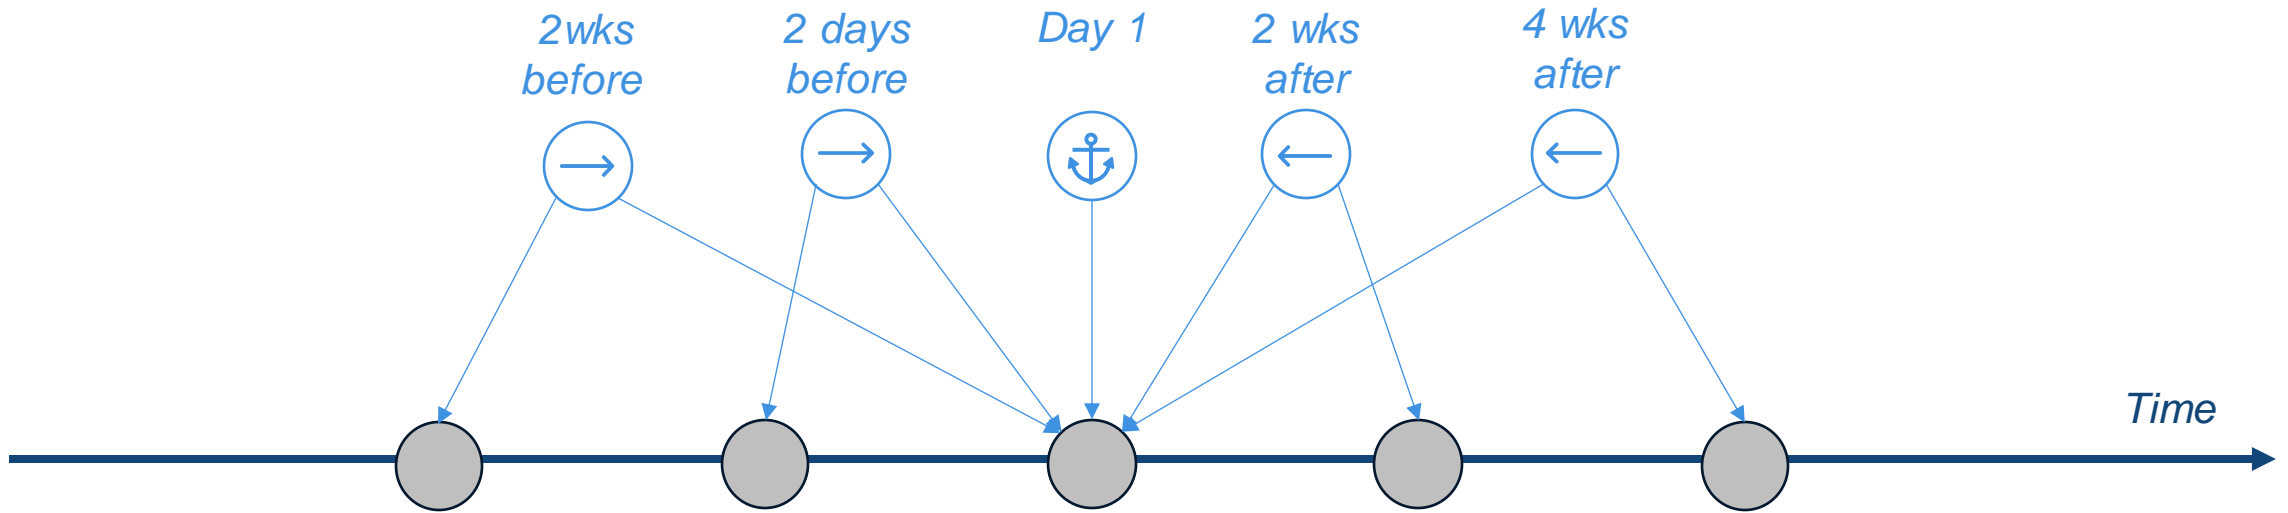 2wks
before
2 days
before
Day 1
2 wks
after
4 wks
after
Time